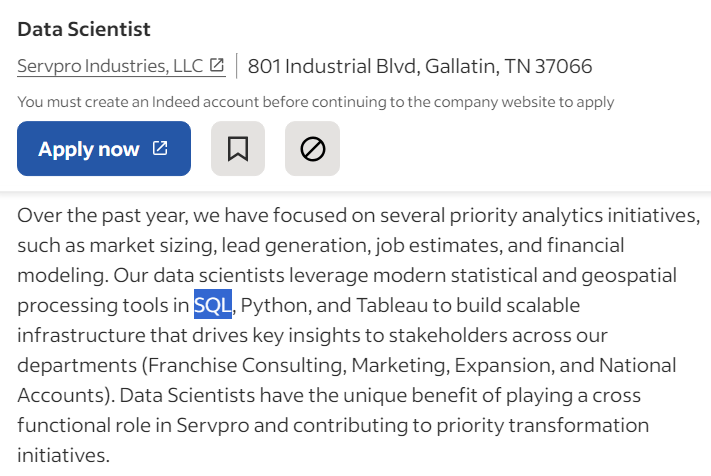 Data Scientist
Servpro Industries, LLC 801 Industrial Blvd, Gallatin, TN 37066
You must create an Indeed account before continuing to the company website to apply
Apply now
Over the past year, we have focused on several priority analytics initiatives,
such as market sizing, lead generation, job estimates, and financial
modeling. Our data scientists leverage modern statistical and geospatial
processing tools in SQL, Python, and Tableau to build scalable
infrastructure that drives key insights to stakeholders across our
departments (Franchise Consulting, Marketing, Expansion, and National
Accounts). Data Scientists have the unique benefit of playing a cross
functional role in Servpro and contributing to priority transformation
initiatives.